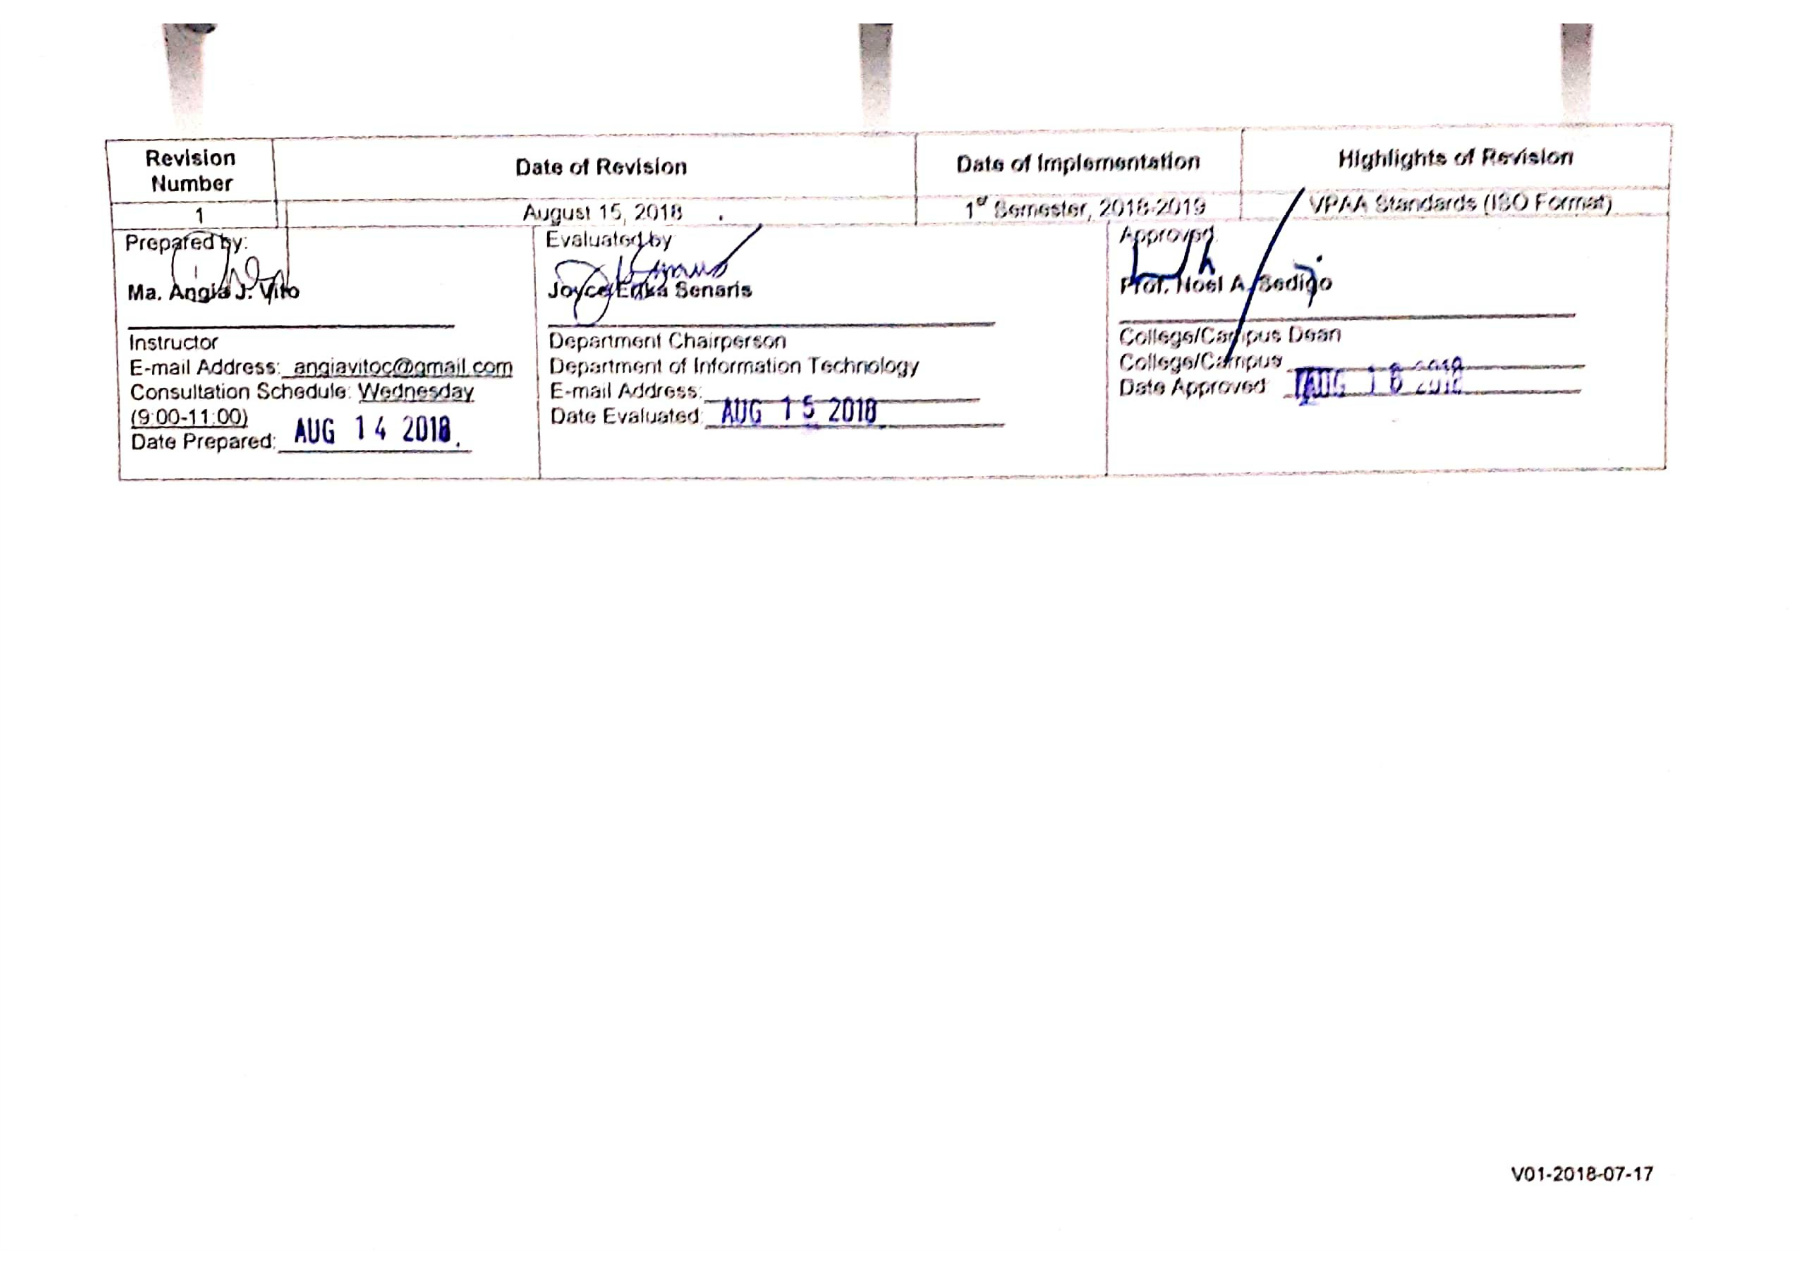 Revision Number
Date of Revision
Date of Implementation
Highlights of Revision
1
August 15, 2018
1st Semester, 2018-2019
VPAA Standards (ISO Format)
Prepared by:
Ma. Angia J. Vito
Instructor
E-mail Address: angiavitoc@gmail.com
Consultation Schedule: Wednesday
(9:00-11:00)
Date Prepared: AUG 14 2018
Evaluated by
Joyce Erika Senaris
Department Chairperson
Department of Information Technology
E-mail Address:
Date Evaluated: AUG 15 2018
Approved
Prof. Noel A. Sedigo
College/Campus Dean
College/Campus
Date Approved AUG 16 2018
V01-2018-07-17